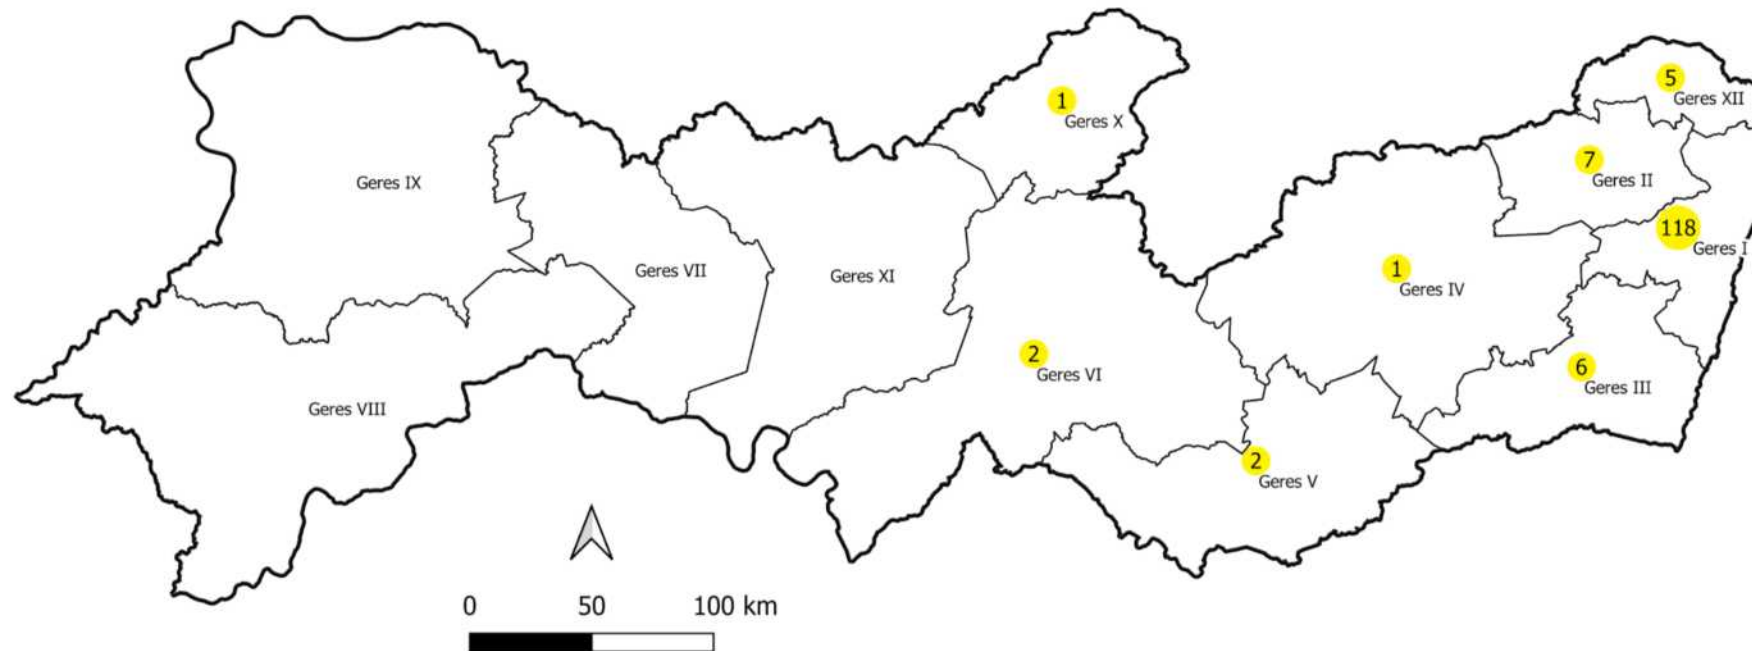 5
Geres XII
1
Geres X
7
Geres II
Geres IX
118
Geres I
Geres VII
Geres XI
1
Geres IV
2
Geres VI
6
Geres III
Geres VIII
2
Geres V
0 50 100 km